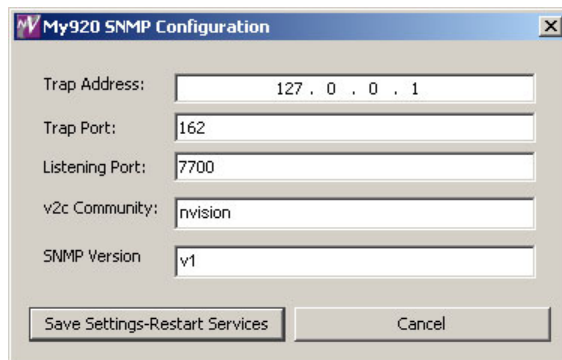 NV My920 SNMP Configuration
Trap Address: 127 . 0 . 0 . 1
Trap Port: 162
Listening Port: 7700
v2c Community: nvision
SNMP Version v1
Save Settings-Restart Services Cancel